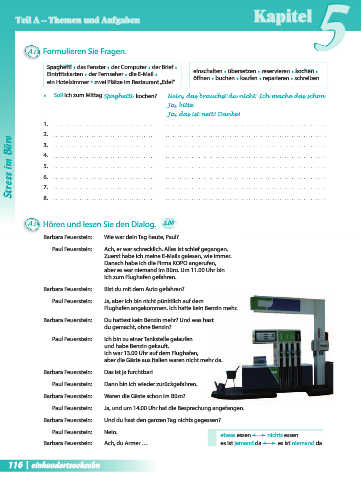 Teil A – Themen und Aufgaben
Kapitel 5
A1 Formulieren Sie Fragen.
Spaghetti • das Fenster • der Computer • der Brief •
Eintrittskarten • der Fernseher • die E-Mail •
ein Hotelzimmer • zwei Plätze im Restaurant „Edel“
einschalten • übersetzen • reservieren • kochen •
öffnen • buchen • kaufen • reparieren • schreiben
Soll ich zum Mittag Spaghetti kochen?
Nein, das brauchst du nicht. Ich mache das schon.
Ja, bitte.
Ja, das ist nett! Danke!
1.
2.
3.
4.
5.
6.
7.
8.
Stress im Büro
A2 Hören und lesen Sie den Dialog.
Barbara Feuerstein: Wie war dein Tag heute, Paul?
Paul Feuerstein: Ach, er war schrecklich. Alles ist schief gegangen.
Zuerst habe ich meine E-Mails gelesen, wie immer.
Danach habe ich die Firma KOPO angerufen,
aber es war niemand im Büro. Um 11.00 Uhr bin
ich zum Flughafen gefahren.
Barbara Feuerstein: Bist du mit dem Auto gefahren?
Paul Feuerstein: Ja, aber ich bin nicht pünktlich auf dem
Flughafen angekommen. Ich hatte kein Benzin mehr.
Barbara Feuerstein: Du hattest kein Benzin mehr? Und was hast
du gemacht, ohne Benzin?
Paul Feuerstein: Ich bin zu einer Tankstelle gelaufen
und habe Benzin gekauft.
Ich war 13.00 Uhr auf dem Flughafen,
aber die Gäste aus Italien waren nicht mehr da.
Barbara Feuerstein: Das ist ja furchtbar!
Paul Feuerstein: Dann bin ich wieder zurückgefahren.
Barbara Feuerstein: Waren die Gäste schon im Büro?
Paul Feuerstein: Ja, und um 14.00 Uhr hat die Besprechung angefangen.
Barbara Feuerstein: Und du hast den ganzen Tag nichts gegessen?
Paul Feuerstein: Nein.
Barbara Feuerstein: Ach, du Armer …
etwas essen ↔ nichts essen
es ist jemand da ↔ es ist niemand da
116 | einhundertsechzehn